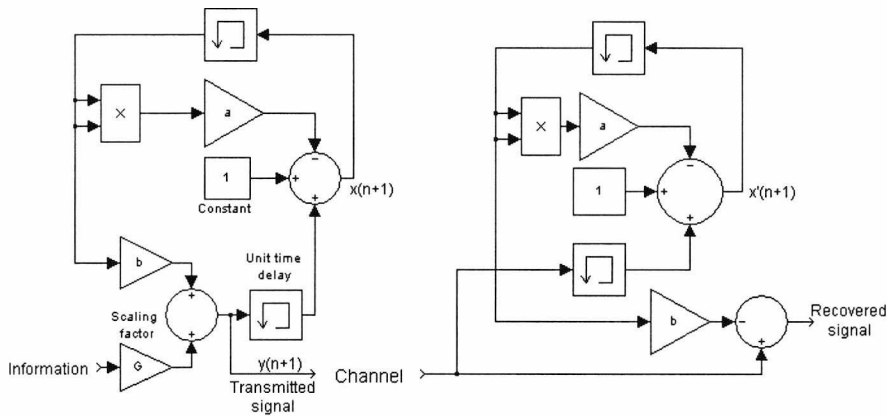 ×
a
−
1
+
+
Constant
x(n+1)
b
+
+
Unit time
delay
Scaling
factor
Information
G
y(n+1)
Transmitted
signal
Channel
×
a
−
1
+
+
x'(n+1)
b
−
+
Recovered
signal